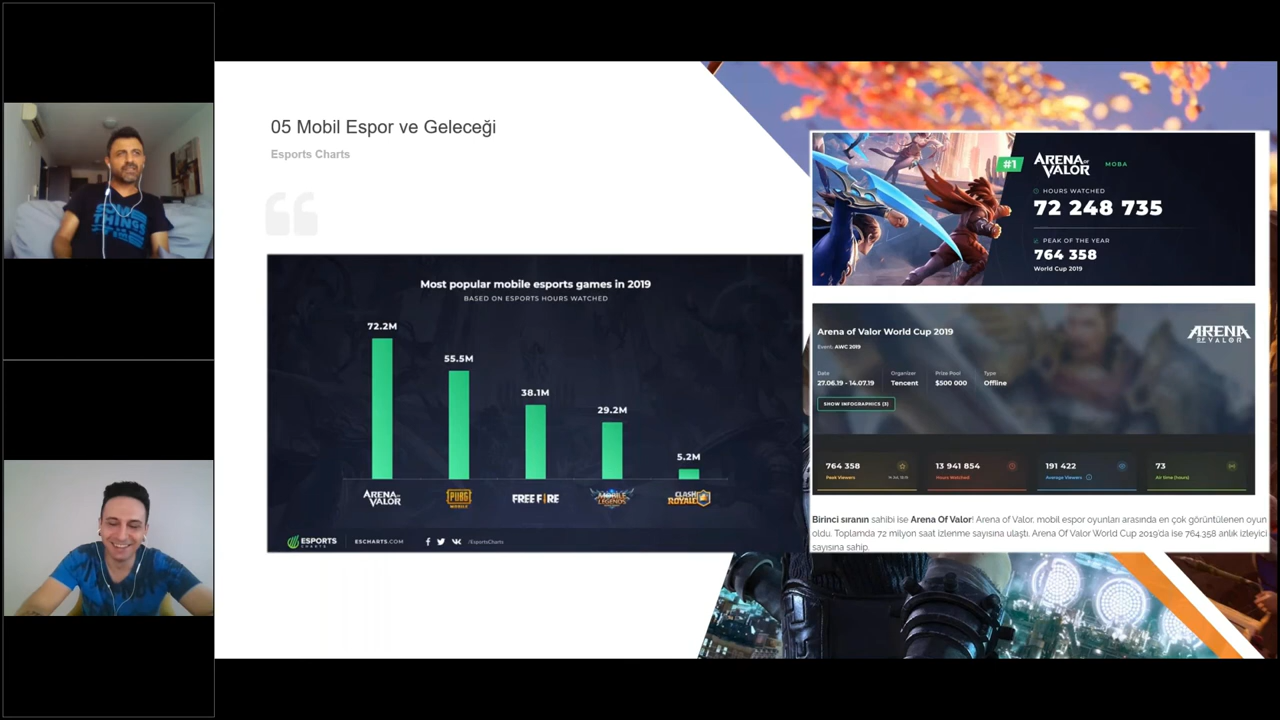 05 Mobil Espor ve Geleceği
Esports Charts
Most popular mobile esports games in 2019
BASED ON ESPORTS HOURS WATCHED
72.2M
55.5M
38.1M
29.2M
5.2M
ARENA OF VALOR
PUBG MOBILE
FREE FIRE
MOBILE LEGENDS
CLASH ROYALE
ESPORTS CHARTS
ESCHARTS.COM
/EsportsCharts
#1
ARENA OF VALOR
MOBA
HOURS WATCHED
72 248 735
PEAK OF THE YEAR
764 358
World Cup 2019
Arena of Valor World Cup 2019
ARENA OF VALOR
Event: AWC 2019
Date Organizer Prize Pool Type
27.06.19 - 14.07.19 Tencent $500 000 Offline
SHOW INFOGRAPHICS (3)
764 358 13 941 854 191 422 73
Peak Viewers Hours Watched Average Viewers Air time (hours)
Birinci sıranın sahibi ise Arena Of Valor! Arena of Valor, mobil espor oyunları arasında en çok görüntülenen oyun
oldu. Toplamda 72 milyon saat izlenme sayısına ulaştı. Arena Of Valor World Cup 2019'da ise 764.358 anlık izleyici
sayısına sahip.